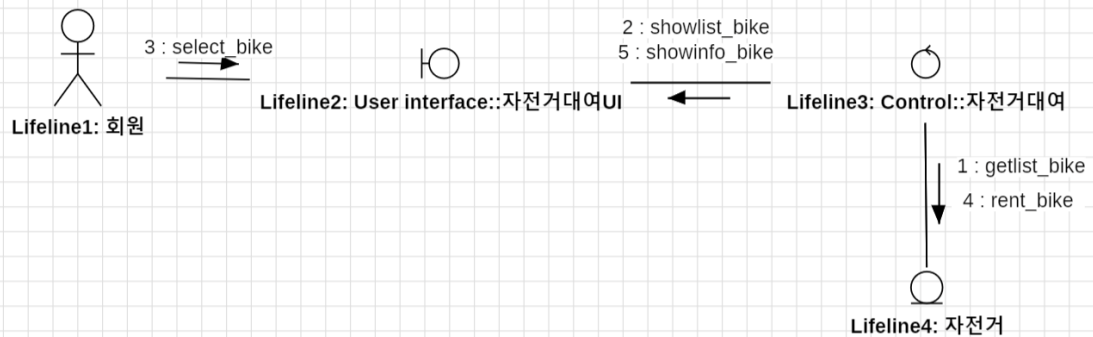 3 : select_bike
2 : showlist_bike
5 : showinfo_bike
Lifeline1: 회원
Lifeline2: User interface::자전거대여UI
Lifeline3: Control::자전거대여
1 : getlist_bike
4 : rent_bike
Lifeline4: 자전거